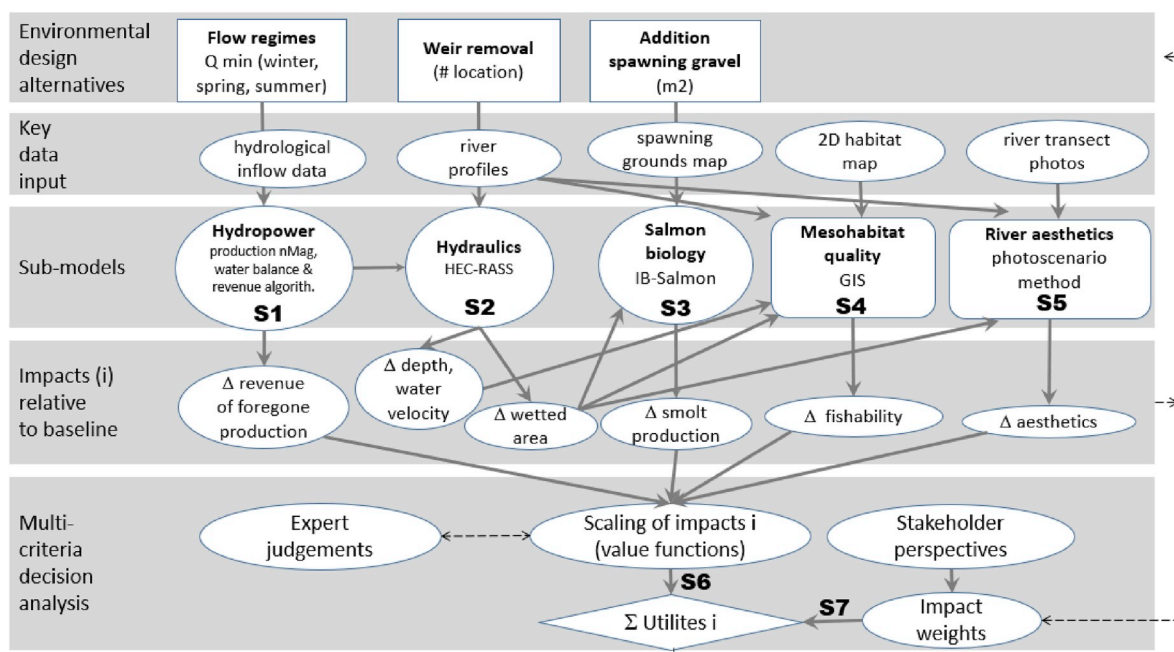 Environmental
design
alternatives
Flow regimes
Q min (winter,
spring, summer)
Weir removal
(# location)
Addition
spawning gravel
(m2)
Key
data
input
hydrological
inflow data
river
profiles
spawning
grounds map
2D habitat
map
river transect
photos
Sub-models
Hydropower
production nMag,
water balance &
revenue algorith.
S1
Hydraulics
HEC-RASS
S2
Salmon
biology
IB-Salmon
S3
Mesohabitat
quality
GIS
S4
River aesthetics
photoscenario
method
S5
Impacts (i)
relative
to baseline
Δ revenue
of foregone
production
Δ depth,
water
velocity
Δ wetted
area
Δ smolt
production
Δ fishability
Δ aesthetics
Multi-
criteria
decision
analysis
Expert
judgements
Scaling of impacts i
(value functions)
Stakeholder
perspectives
S6
S7
Σ Utilites i
Impact
weights